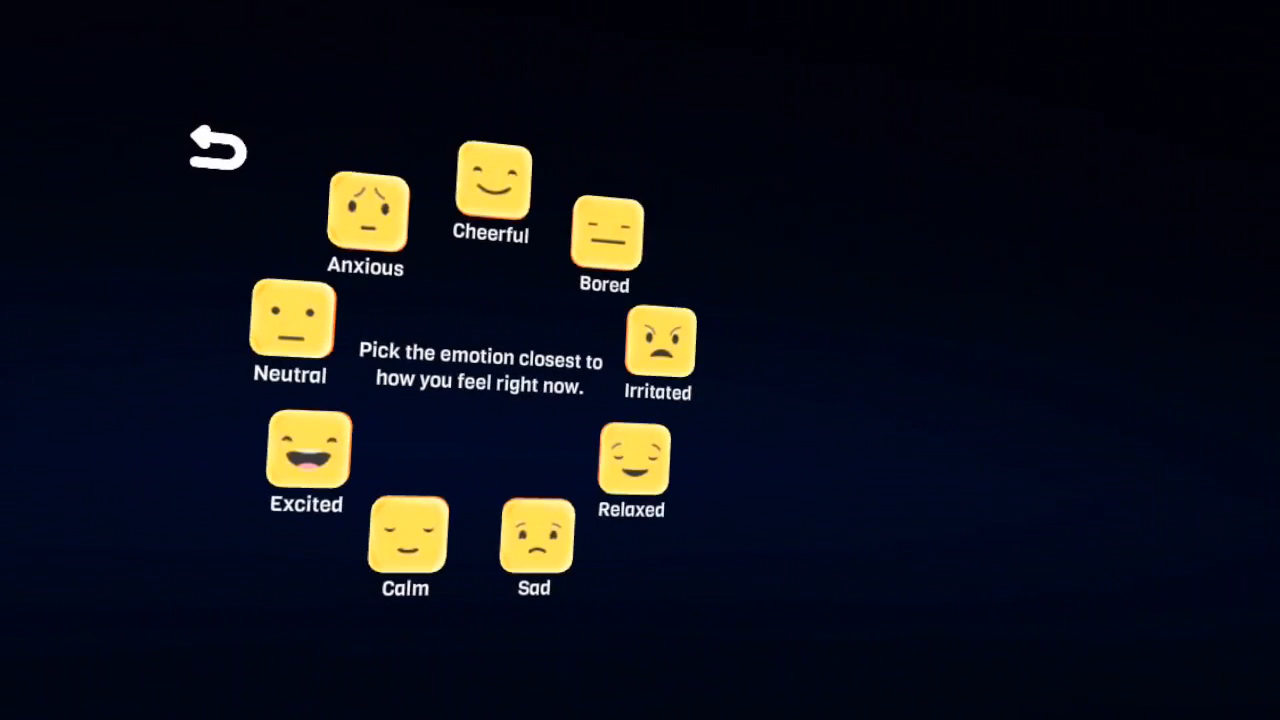 Cheerful
Anxious
Bored
Neutral
Pick the emotion closest to
how you feel right now.
Irritated
Excited
Relaxed
Calm
Sad